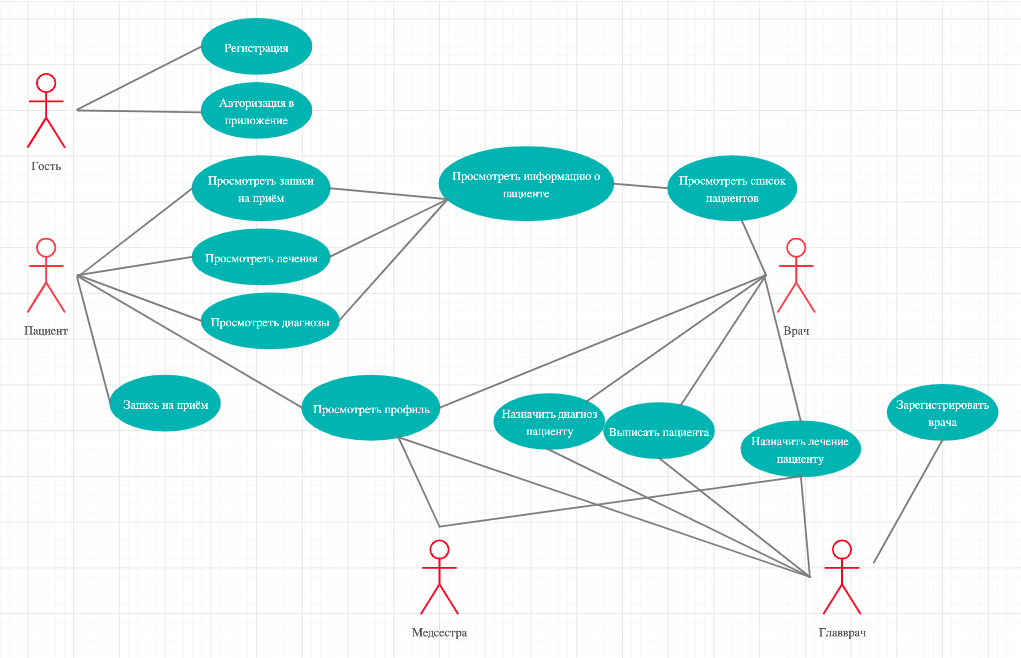 Регистрация
Авторизация в
приложение
Гость
Просмотреть записи
на приём
Просмотреть информацию о
пациенте
Просмотреть список
пациентов
Просмотреть лечения
Просмотреть диагнозы
Пациент
Врач
Запись на приём
Просмотреть профиль
Назначить диагноз
пациенту
Выписать пациента
Назначить лечение
пациенту
Зарегистрировать
врача
Медсестра
Главврач